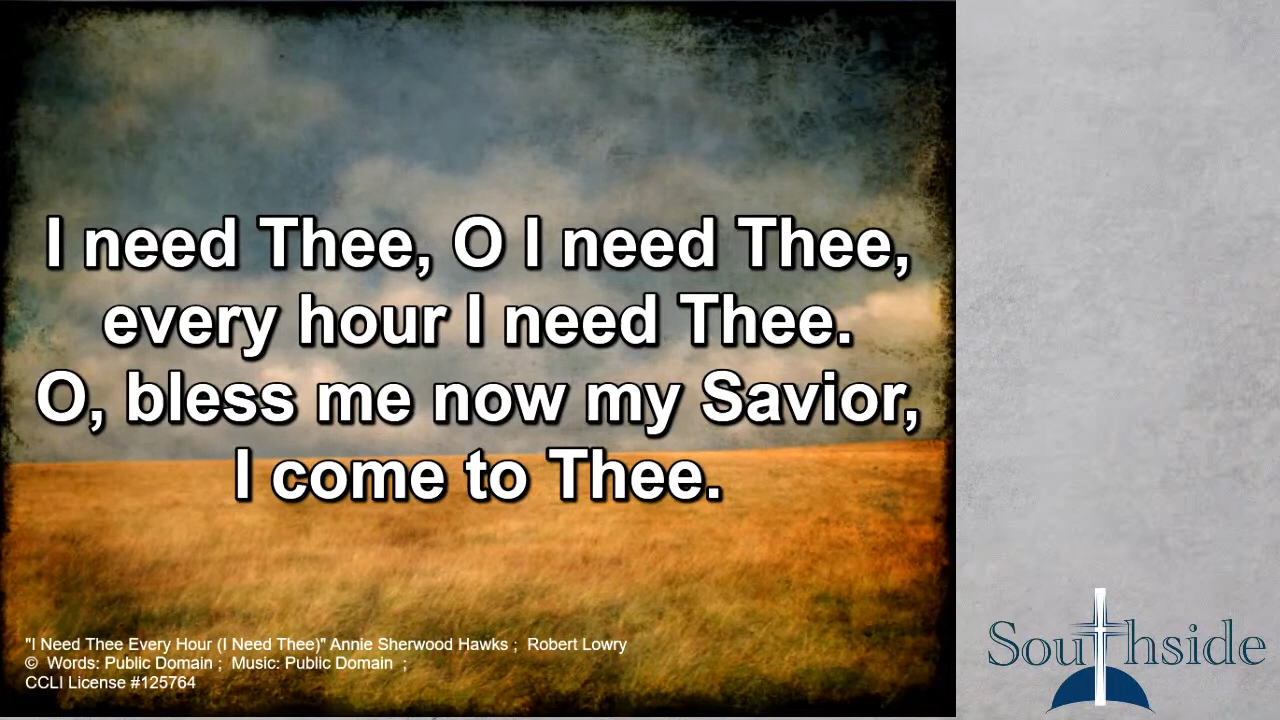 I need Thee, O I need Thee,
every hour I need Thee.
O, bless me now my Savior,
I come to Thee.
"I Need Thee Every Hour (I Need Thee)" Annie Sherwood Hawks ;  Robert Lowry
©  Words: Public Domain ;  Music: Public Domain  ;
CCLI License #125764
Southside